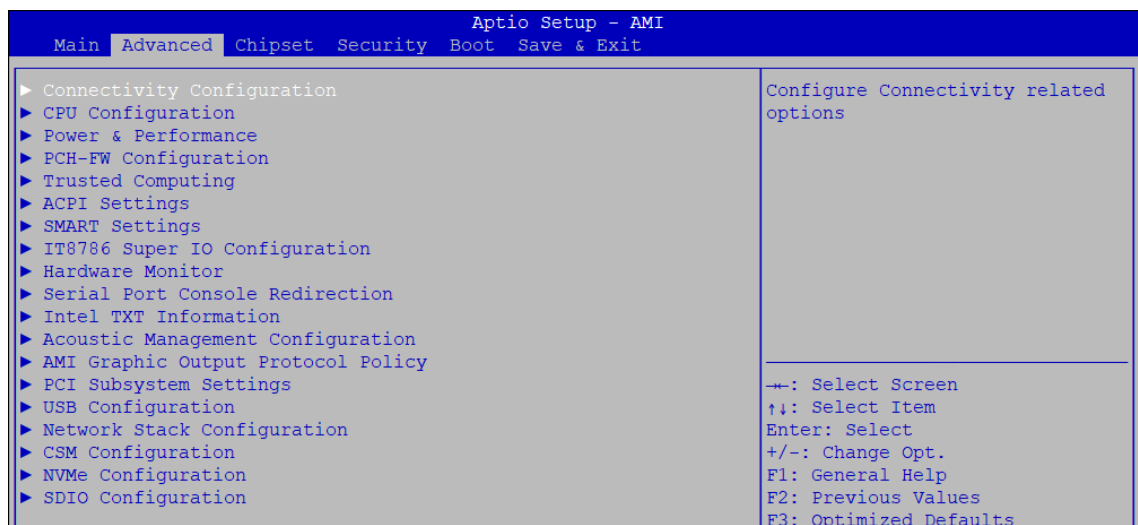 Aptio Setup - AMI
Main Advanced Chipset Security Boot Save & Exit
► Connectivity Configuration
► CPU Configuration
► Power & Performance
► PCH-FW Configuration
► Trusted Computing
► ACPI Settings
► SMART Settings
► IT8786 Super IO Configuration
► Hardware Monitor
► Serial Port Console Redirection
► Intel TXT Information
► Acoustic Management Configuration
► AMI Graphic Output Protocol Policy
► PCI Subsystem Settings
► USB Configuration
► Network Stack Configuration
► CSM Configuration
► NVMe Configuration
► SDIO Configuration
Configure Connectivity related
options
→←: Select Screen
↑↓: Select Item
Enter: Select
+/-: Change Opt.
F1: General Help
F2: Previous Values
F3: Optimized Defaults